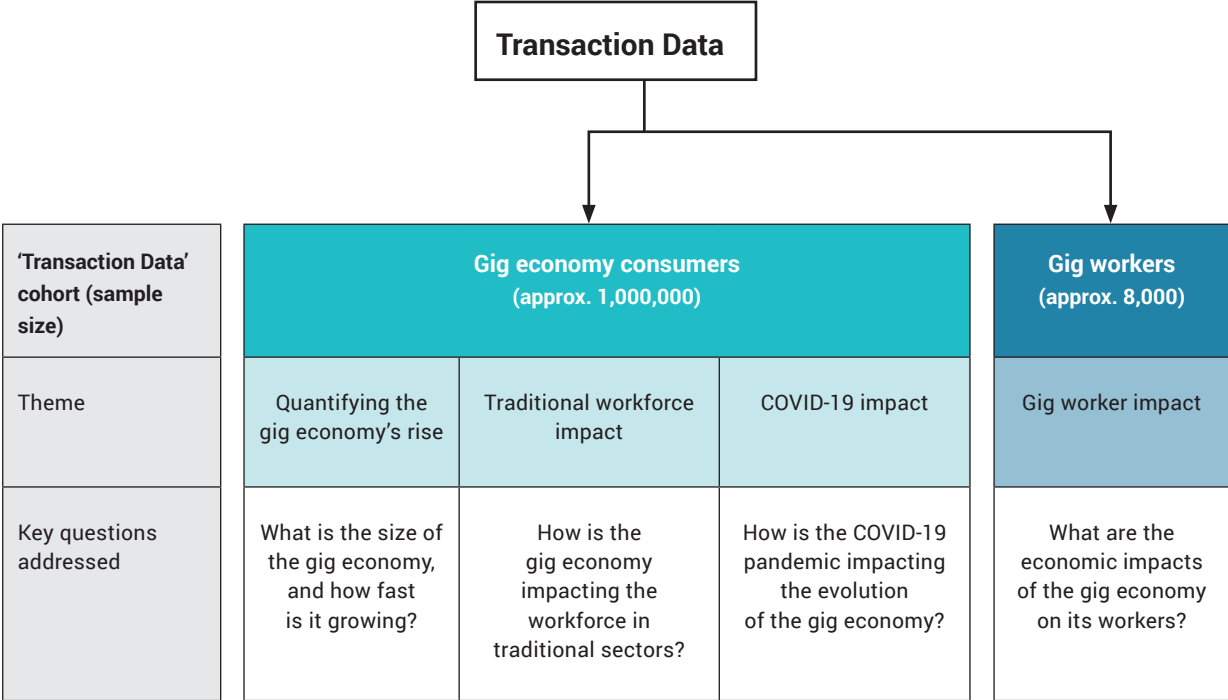 Transaction Data
‘Transaction Data’
cohort (sample
size)
Gig economy consumers
(approx. 1,000,000)
Gig workers
(approx. 8,000)
Theme
Quantifying the
gig economy’s rise
Traditional workforce
impact
COVID-19 impact
Gig worker impact
Key questions
addressed
What is the size of
the gig economy,
and how fast
is it growing?
How is the
gig economy
impacting the
workforce in
traditional sectors?
How is the COVID-19
pandemic impacting
the evolution
of the gig economy?
What are the
economic impacts
of the gig economy
on its workers?